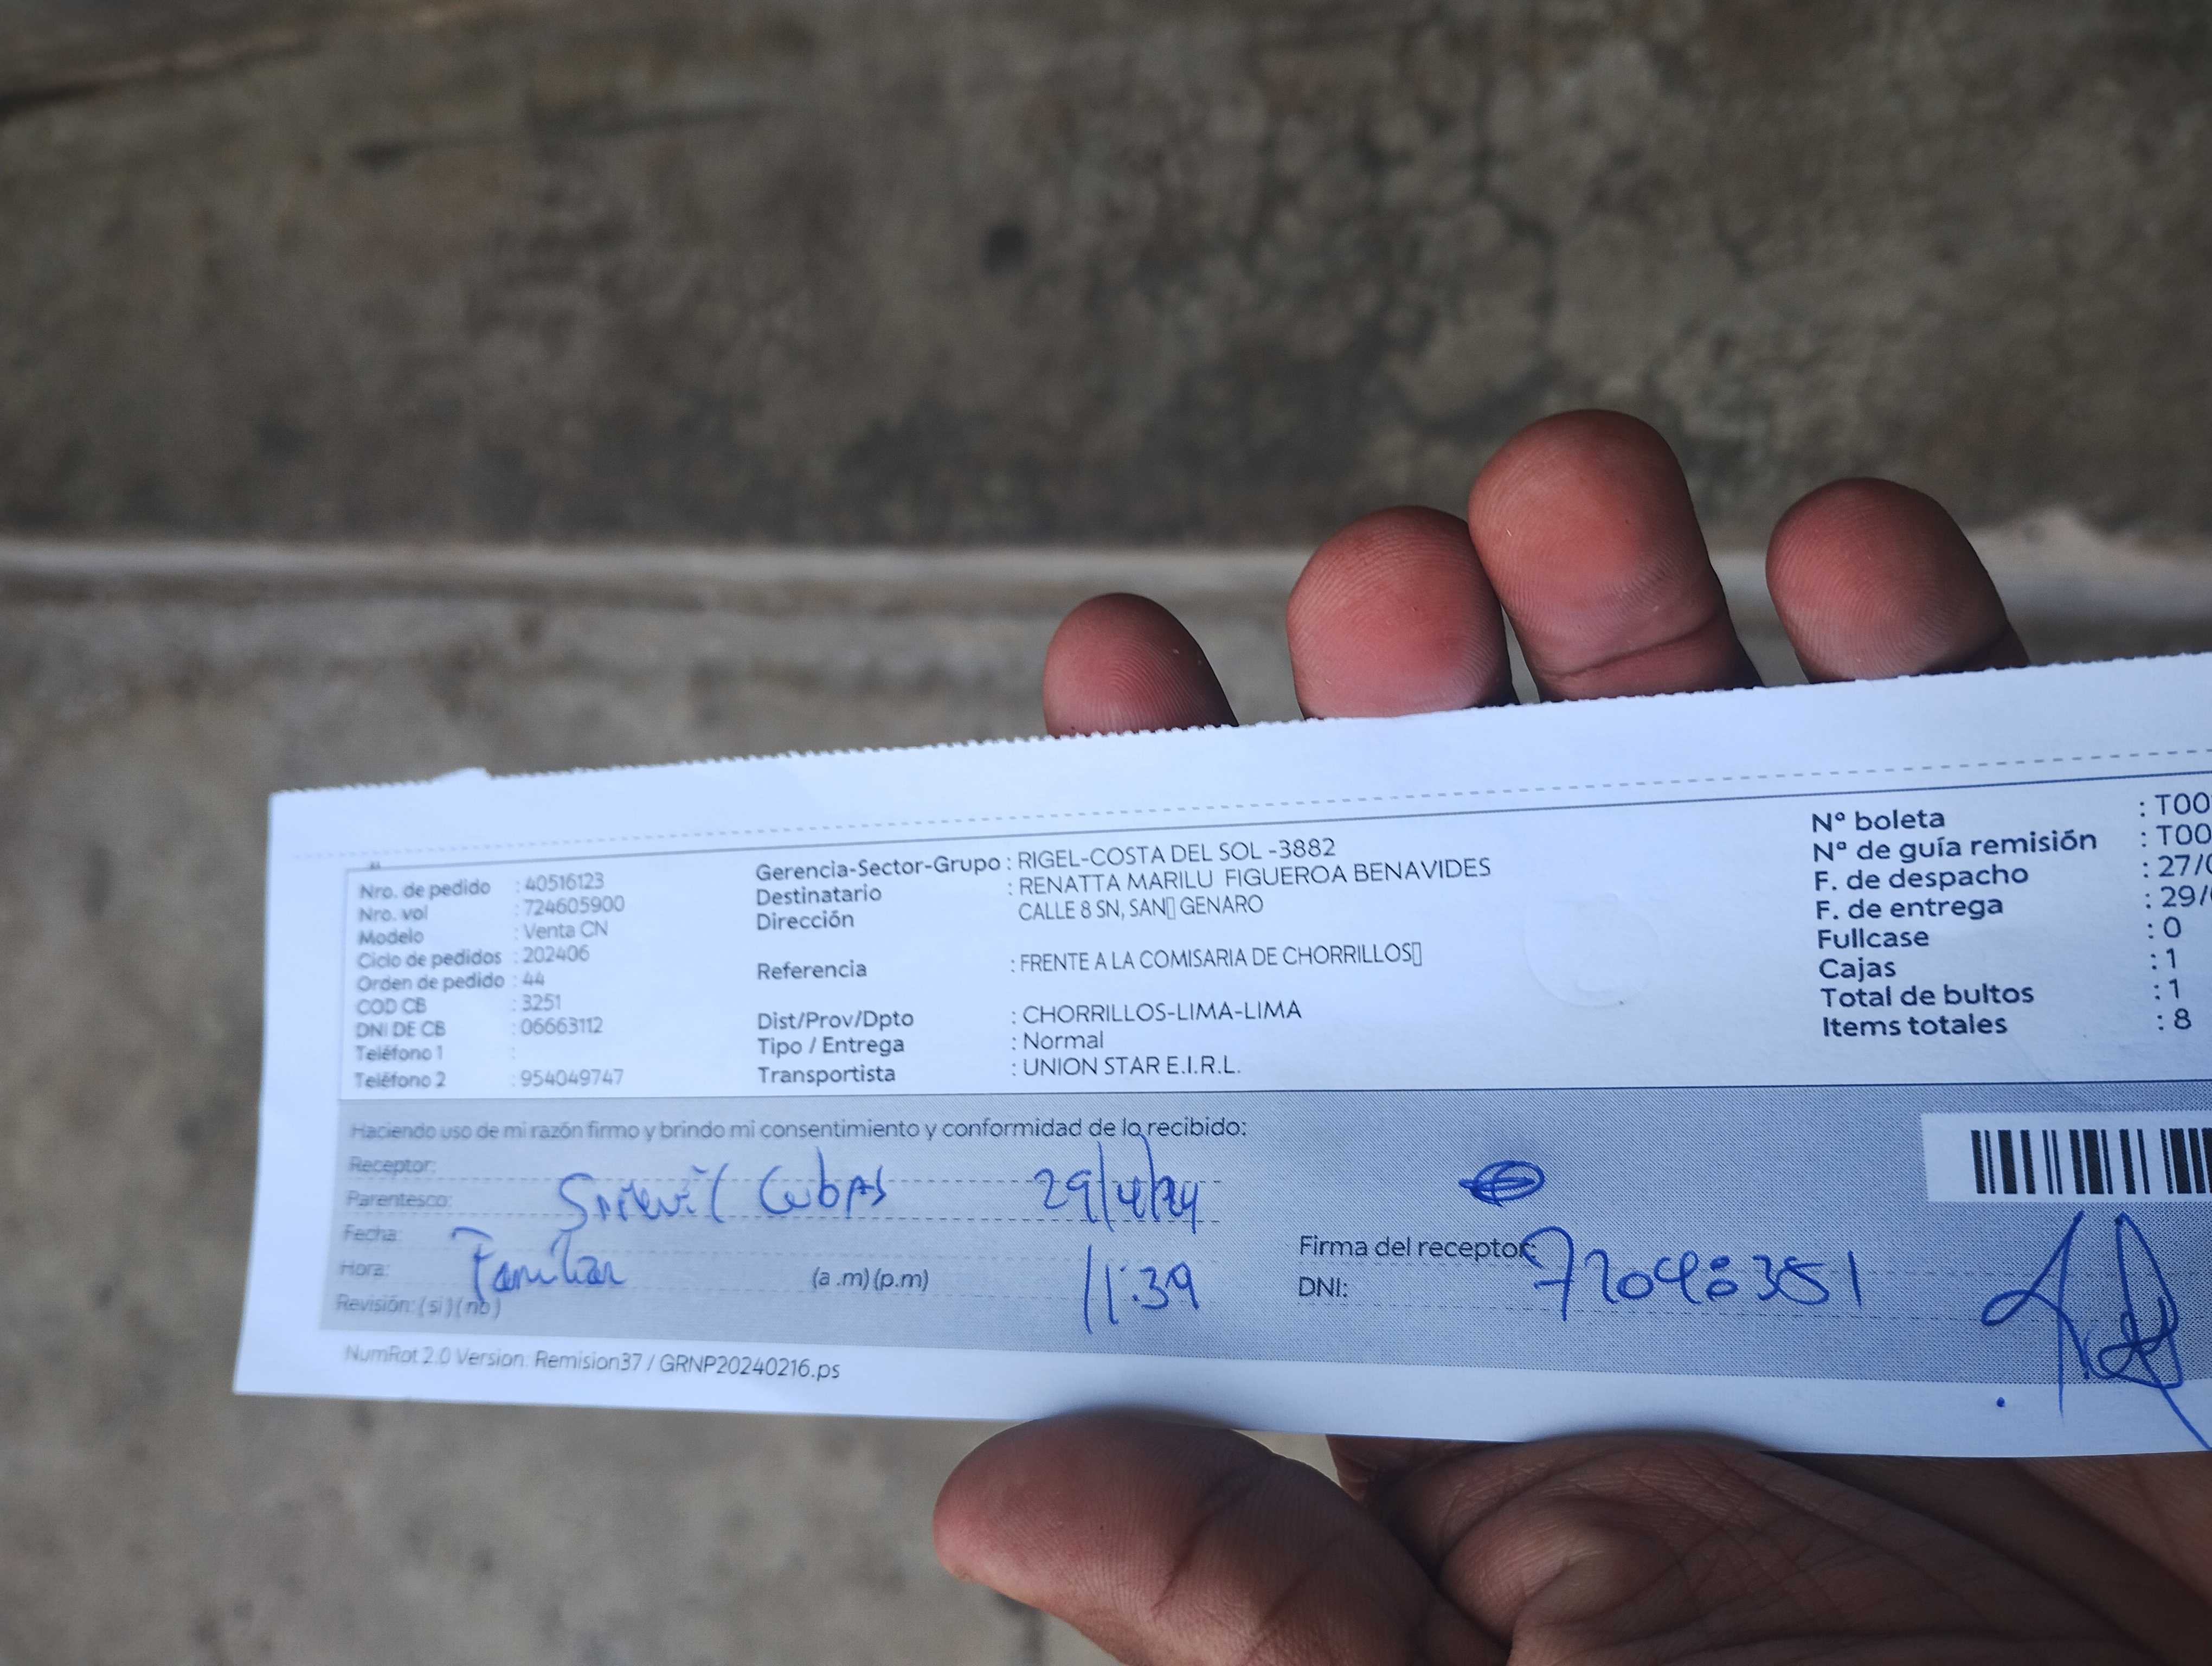 Nro. de pedido : 40516123
Nro. vol : 724605900
Modelo : Venta CN
Ciclo de pedidos : 202406
Orden de pedido : 44
COD CB : 3251
DNI DE CB : 06663112
Teléfono 1 :
Teléfono 2 : 954049747
Gerencia-Sector-Grupo : RIGEL-COSTA DEL SOL -3882
Destinatario : RENATTA MARILU FIGUEROA BENAVIDES
Dirección CALLE 8 SN, SAN▯ GENARO
Referencia : FRENTE A LA COMISARIA DE CHORRILLOS▯
Dist/Prov/Dpto : CHORRILLOS-LIMA-LIMA
Tipo / Entrega : Normal
Transportista : UNION STAR E.I.R.L.
Nº boleta : T00
Nº de guía remisión : T00
F. de despacho : 27/0
F. de entrega : 29/
Fullcase : 0
Cajas : 1
Total de bultos : 1
Items totales : 8
Haciendo uso de mi razón firmo y brindo mi consentimiento y conformidad de lo recibido:
Receptor:
Parentesco: Cubas 29/4/24
Fecha:
Hora: Familiar (a .m) (p.m) 11:39
Revisión: ( si ) ( no )
Firma del receptor:
DNI: 72048351
NumRot 2.0 Version: Remision37 / GRNP20240216.ps